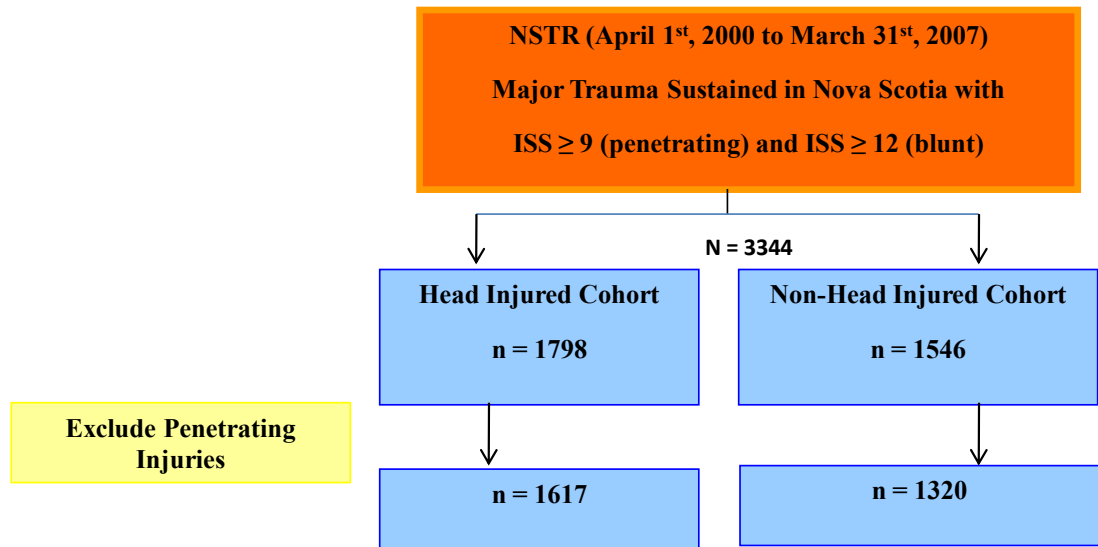 NSTR (April 1st, 2000 to March 31st, 2007)
Major Trauma Sustained in Nova Scotia with
ISS ≥ 9 (penetrating) and ISS ≥ 12 (blunt)
N = 3344
Head Injured Cohort
n = 1798
Non-Head Injured Cohort
n = 1546
Exclude Penetrating
Injuries
n = 1617
n = 1320